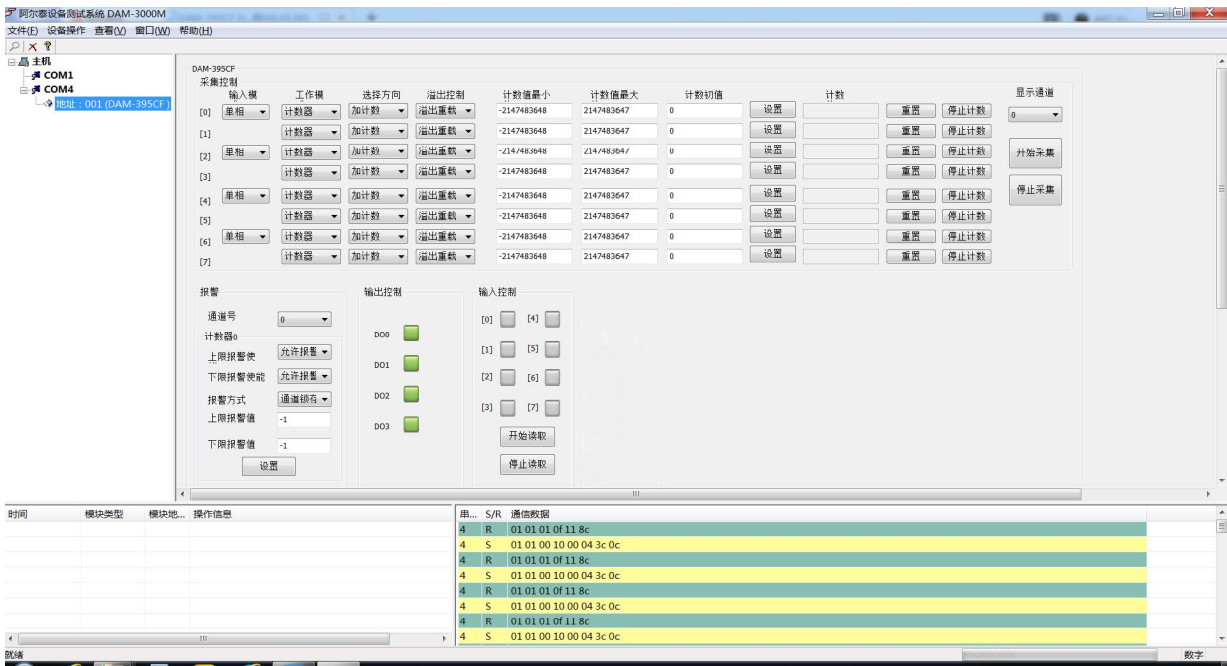 阿尔泰设备测试系统 DAM-3000M
文件(F) 设备操作 查看(V) 窗口(W) 帮助(H)
主机
COM1
COM4
地址：001 (DAM-395CF)
DAM-395CF
采集控制
输入模 工作模 选择方向 溢出控制 计数值最小 计数值最大 计数初值 计数 显示通道
[0] 单相 计数器 加计数 溢出重载 -2147483648 2147483647 0 设置 重置 停止计数 0
[1] 计数器 加计数 溢出重载 -2147483648 2147483647 0 设置 重置 停止计数
[2] 单相 计数器 加计数 溢出重载 -2147483648 2147483647 0 设置 重置 停止计数 开始采集
[3] 计数器 加计数 溢出重载 -2147483648 2147483647 0 设置 重置 停止计数
[4] 单相 计数器 加计数 溢出重载 -2147483648 2147483647 0 设置 重置 停止计数 停止采集
[5] 计数器 加计数 溢出重载 -2147483648 2147483647 0 设置 重置 停止计数
[6] 单相 计数器 加计数 溢出重载 -2147483648 2147483647 0 设置 重置 停止计数
[7] 计数器 加计数 溢出重载 -2147483648 2147483647 0 设置 重置 停止计数
报警
通道号 0
计数器0
上限报警使 允许报警
下限报警使能 允许报警
报警方式 通道锁存
上限报警值 -1
下限报警值 -1
设置
输出控制
DO0
DO1
DO2
DO3
输入控制
[0] [4]
[1] [5]
[2] [6]
[3] [7]
开始读取
停止读取
时间 模块类型 模块地... 操作信息
串... S/R 通信数据
4 R 01 01 01 0f 11 8c
4 S 01 01 00 10 00 04 3c 0c
4 R 01 01 01 0f 11 8c
4 S 01 01 00 10 00 04 3c 0c
4 R 01 01 01 0f 11 8c
4 S 01 01 00 10 00 04 3c 0c
4 R 01 01 01 0f 11 8c
4 S 01 01 00 10 00 04 3c 0c
就绪 数字